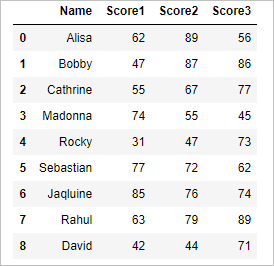 Name Score1 Score2 Score3
0 Alisa 62 89 56
1 Bobby 47 87 86
2 Cathrine 55 67 77
3 Madonna 74 55 45
4 Rocky 31 47 73
5 Sebastian 77 72 62
6 Jaqluine 85 76 74
7 Rahul 63 79 89
8 David 42 44 71